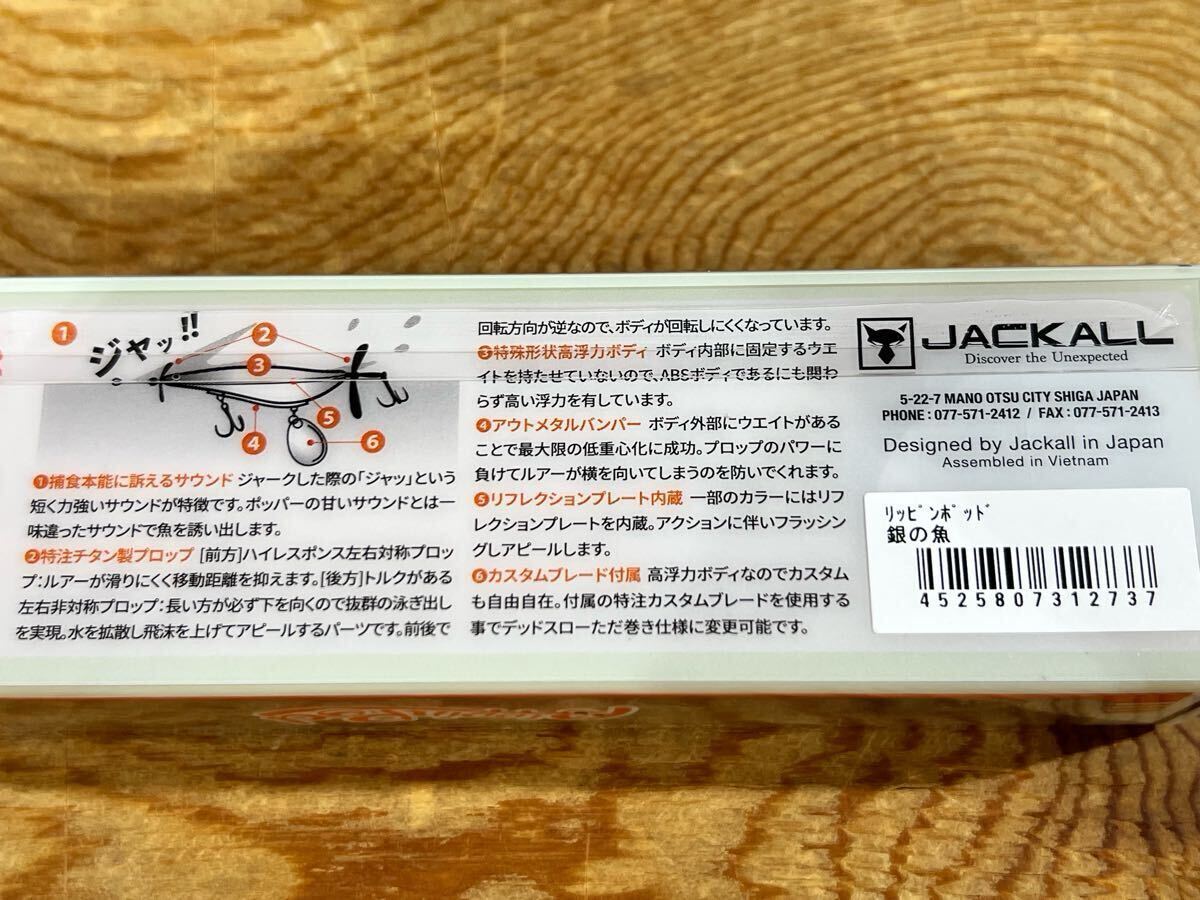 1
ジャッ!!
2
3
5
4
6
❶捕食本能に訴えるサウンド ジャークした際の「ジャッ」という
短く力強いサウンドが特徴です。ポッパーの甘いサウンドとは一
味違ったサウンドで魚を誘い出します。
❷特注チタン製プロップ [前方]ハイレスポンス左右対称プロッ
プ:ルアーが滑りにくく移動距離を抑えます。[後方]トルクがある
左右非対称プロップ:長い方が必ず下を向くので抜群の泳ぎ出し
を実現。水を拡散し飛沫を上げてアピールするパーツです。前後で
回転方向が逆なので、ボディが回転しにくくなっています。
❸特殊形状高浮力ボディ ボディ内部に固定するウエ
イトを持たせていないので、ABSボディであるにも関わ
らず高い浮力を有しています。
❹アウトメタルバンパー ボディ外部にウエイトがある
ことで最大限の低重心化に成功。プロップのパワーに
負けてルアーが横を向いてしまうのを防いでくれます。
❺リフレクションプレート内蔵 一部のカラーにはリフ
レクションプレートを内蔵。アクションに伴いフラッシン
グしアピールします。
❻カスタムブレード付属 高浮力ボディなのでカスタム
も自由自在。付属の特注カスタムブレードを使用する
事でデッドスローただ巻き仕様に変更可能です。
JACKALL
Discover the Unexpected
5-22-7 MANO OTSU CITY SHIGA JAPAN
PHONE : 077-571-2412 / FAX : 077-571-2413
Designed by Jackall in Japan
Assembled in Vietnam
ﾘｯﾋﾟﾝﾎﾟｯﾄﾞ
銀の魚
4525807312737